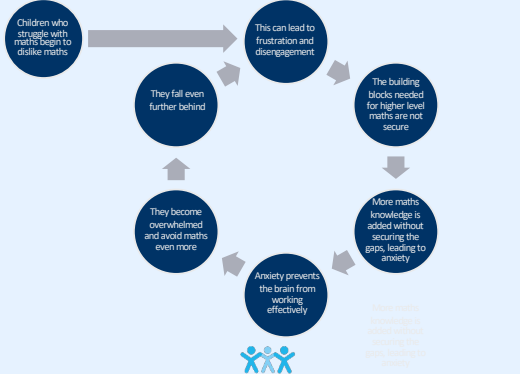 Children who
struggle with
maths begin to
dislike maths
This can lead to
frustration and
disengagement
The building
blocks needed
for higher level
maths are not
secure
More maths
knowledge is
added without
securing the
gaps, leading to
anxiety
Anxiety prevents
the brain from
working
effectively
They become
overwhelmed
and avoid maths
even more
They fall even
further behind